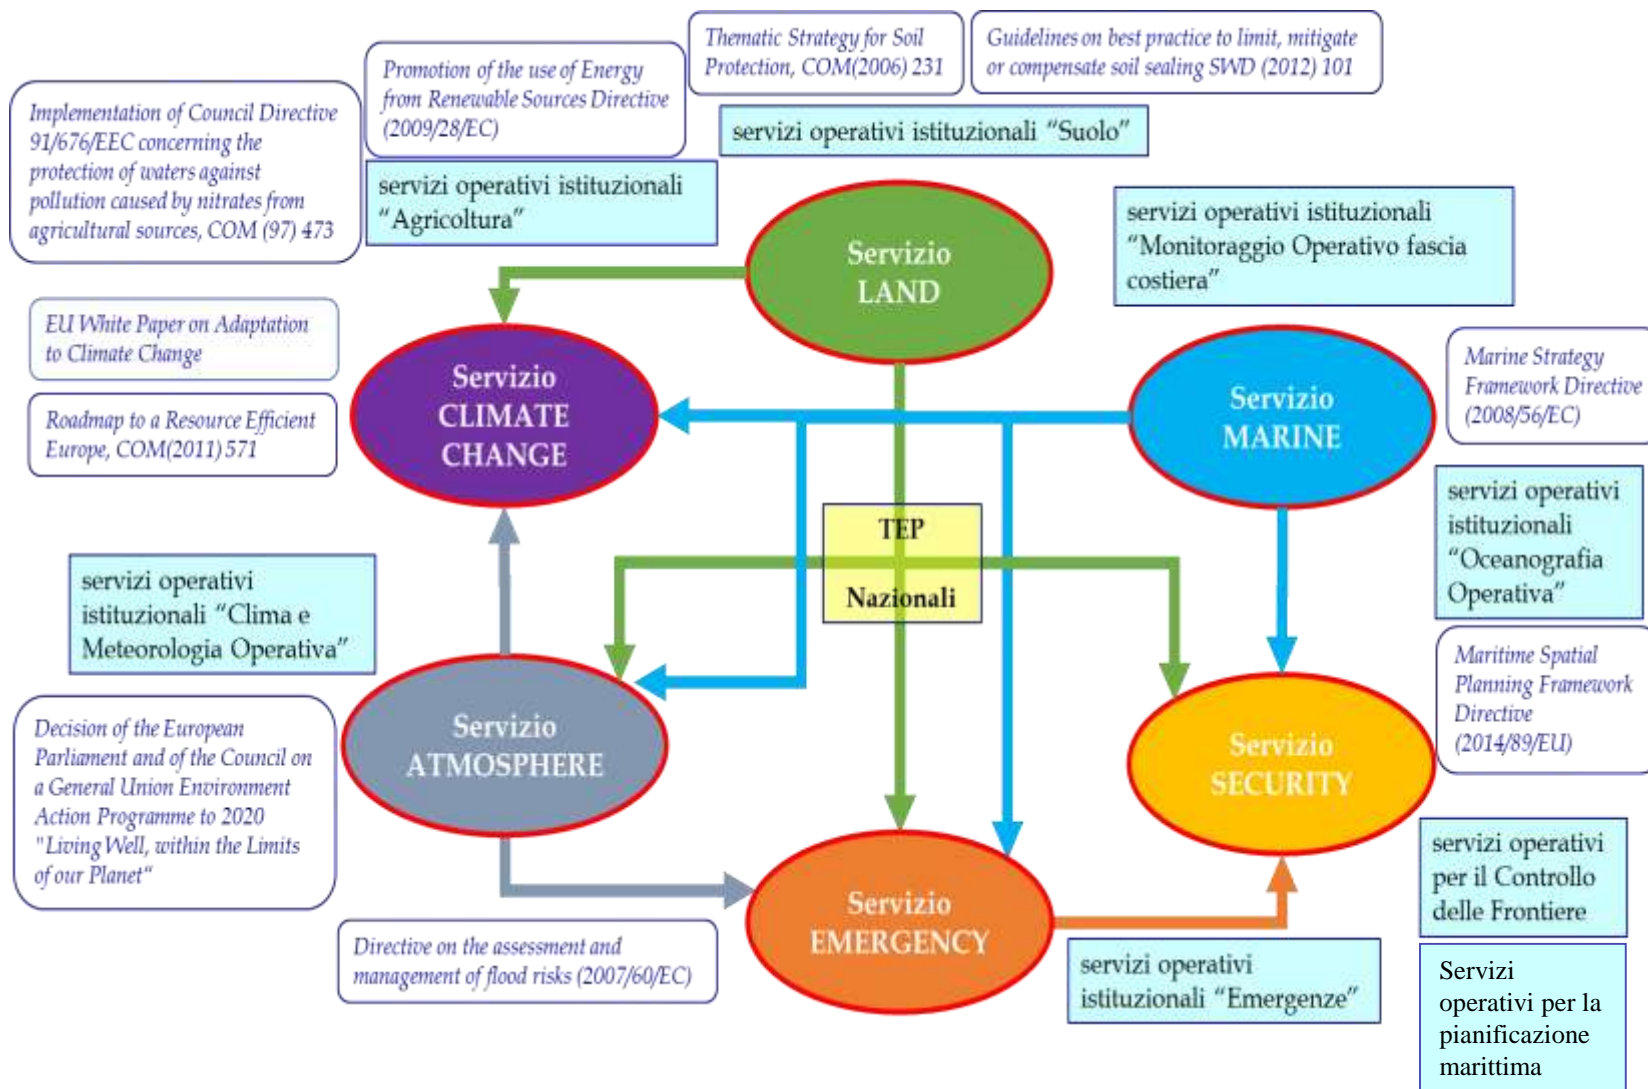 Thematic Strategy for Soil
Protection, COM(2006) 231
Guidelines on best practice to limit, mitigate
or compensate soil sealing SWD (2012) 101
Promotion of the use of Energy
from Renewable Sources Directive
(2009/28/EC)
Implementation of Council Directive
91/676/EEC concerning the
protection of waters against
pollution caused by nitrates from
agricultural sources, COM (97) 473
servizi operativi istituzionali “Suolo”
servizi operativi istituzionali
“Agricoltura”
servizi operativi istituzionali
“Monitoraggio Operativo fascia
costiera”
Servizio
LAND
EU White Paper on Adaptation
to Climate Change
Roadmap to a Resource Efficient
Europe, COM(2011) 571
Servizio
CLIMATE
CHANGE
Servizio
MARINE
Marine Strategy
Framework Directive
(2008/56/EC)
servizi operativi
istituzionali
“Oceanografia
Operativa”
TEP
Nazionali
servizi operativi
istituzionali “Clima e
Meteorologia Operativa”
Maritime Spatial
Planning Framework
Directive
(2014/89/EU)
Servizio
ATMOSPHERE
Servizio
SECURITY
Decision of the European
Parliament and of the Council on
a General Union Environment
Action Programme to 2020
"Living Well, within the Limits
of our Planet“
servizi operativi
per il Controllo
delle Frontiere
Servizio
EMERGENCY
Directive on the assessment and
management of flood risks (2007/60/EC)
servizi operativi
istituzionali “Emergenze”
Servizi
operativi per la
pianificazione
marittima